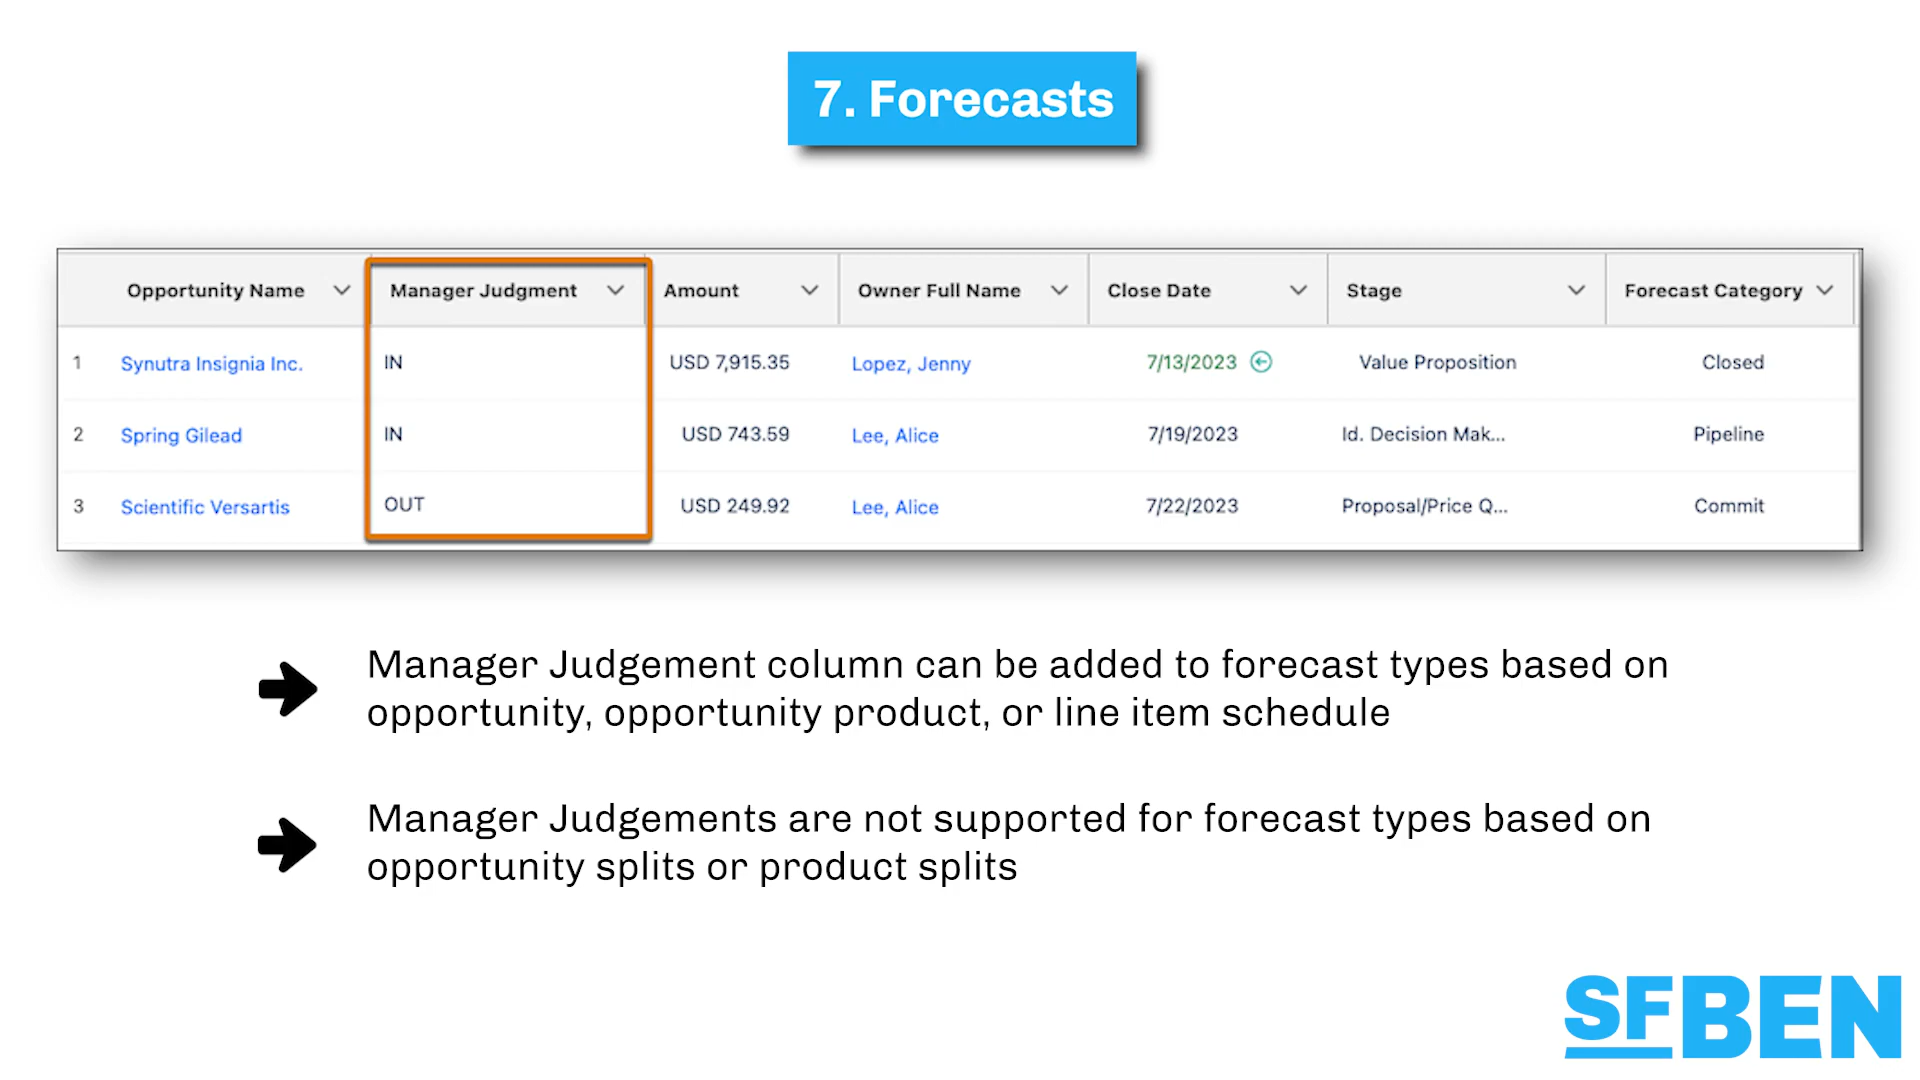 7. Forecasts
Opportunity Name Manager Judgment Amount Owner Full Name Close Date Stage Forecast Category
1 Synutra Insignia Inc. IN USD 7,915.35 Lopez, Jenny 7/13/2023 Value Proposition Closed
2 Spring Gilead IN USD 743.59 Lee, Alice 7/19/2023 Id. Decision Mak... Pipeline
3 Scientific Versartis OUT USD 249.92 Lee, Alice 7/22/2023 Proposal/Price Q... Commit
Manager Judgement column can be added to forecast types based on
opportunity, opportunity product, or line item schedule
Manager Judgements are not supported for forecast types based on
opportunity splits or product splits
SFBEN